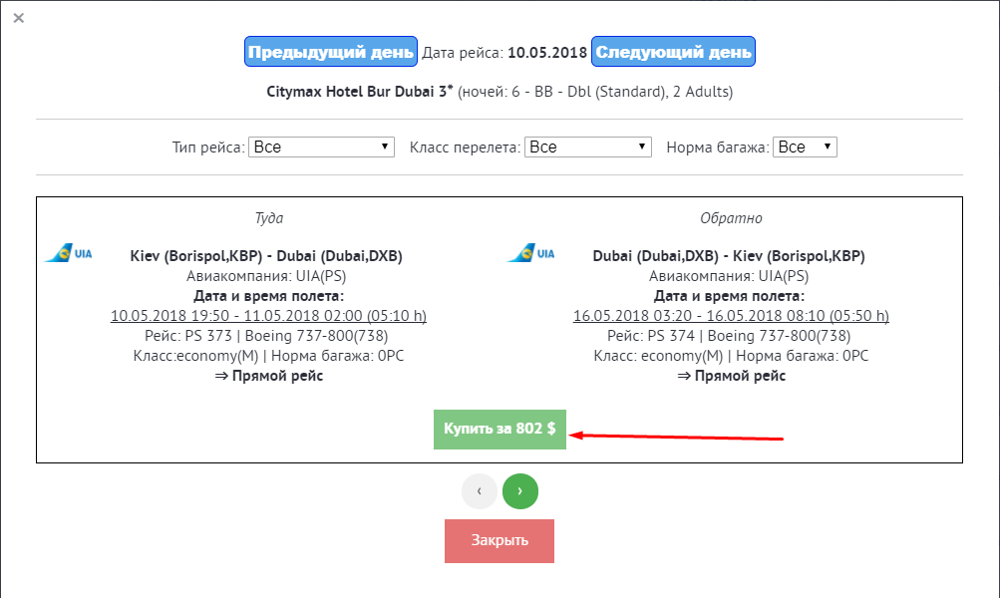 ×
Предыдущий день Дата рейса: 10.05.2018 Следующий день
Citymax Hotel Bur Dubai 3* (ночей: 6 - BB - Dbl (Standard), 2 Adults)
Тип рейса: Все Класс перелета: Все Норма багажа: Все
Туда
UIA
Kiev (Borispol,KBP) - Dubai (Dubai,DXB)
Авиакомпания: UIA(PS)
Дата и время полета:
10.05.2018 19:50 - 11.05.2018 02:00 (05:10 h)
Рейс: PS 373 | Boeing 737-800(738)
Класс:economy(M) | Норма багажа: 0PC
⇒ Прямой рейс
Обратно
UIA
Dubai (Dubai,DXB) - Kiev (Borispol,KBP)
Авиакомпания: UIA(PS)
Дата и время полета:
16.05.2018 03:20 - 16.05.2018 08:10 (05:50 h)
Рейс: PS 374 | Boeing 737-800(738)
Класс: economy(M) | Норма багажа: 0PC
⇒ Прямой рейс
Купить за 802 $
‹ ›
Закрыть